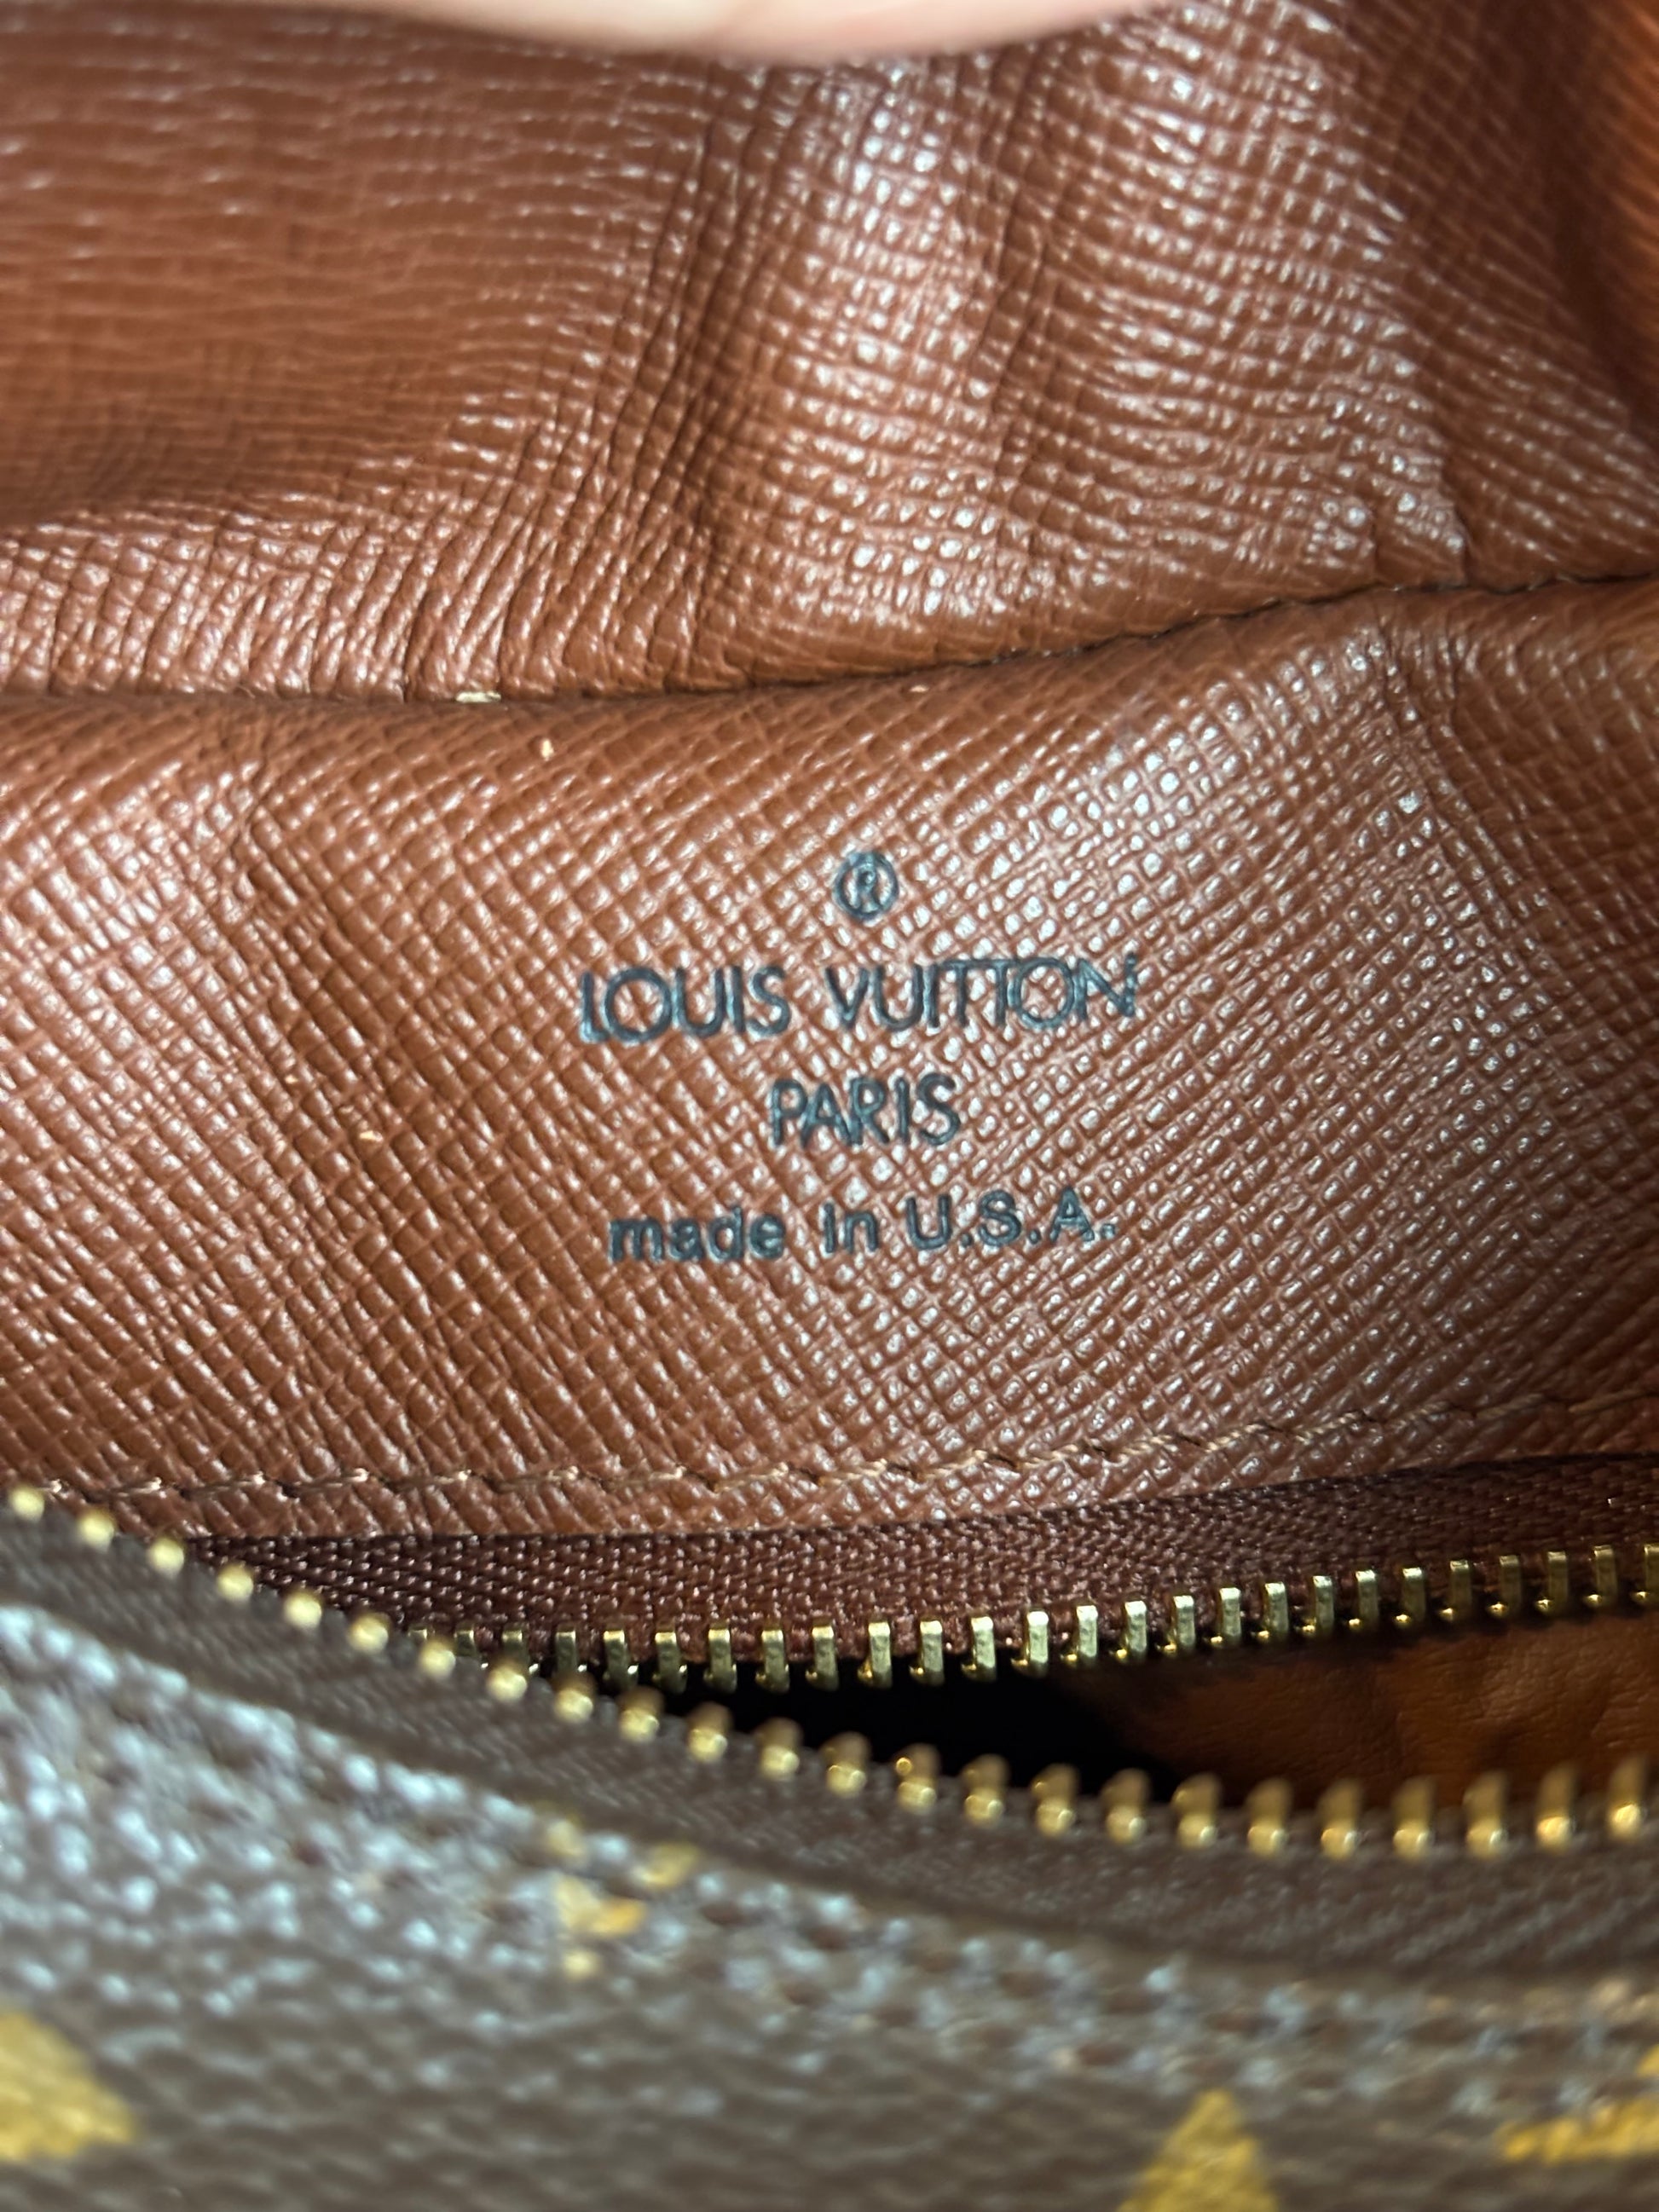 ®
LOUIS VUITTON
PARIS
made in U.S.A.